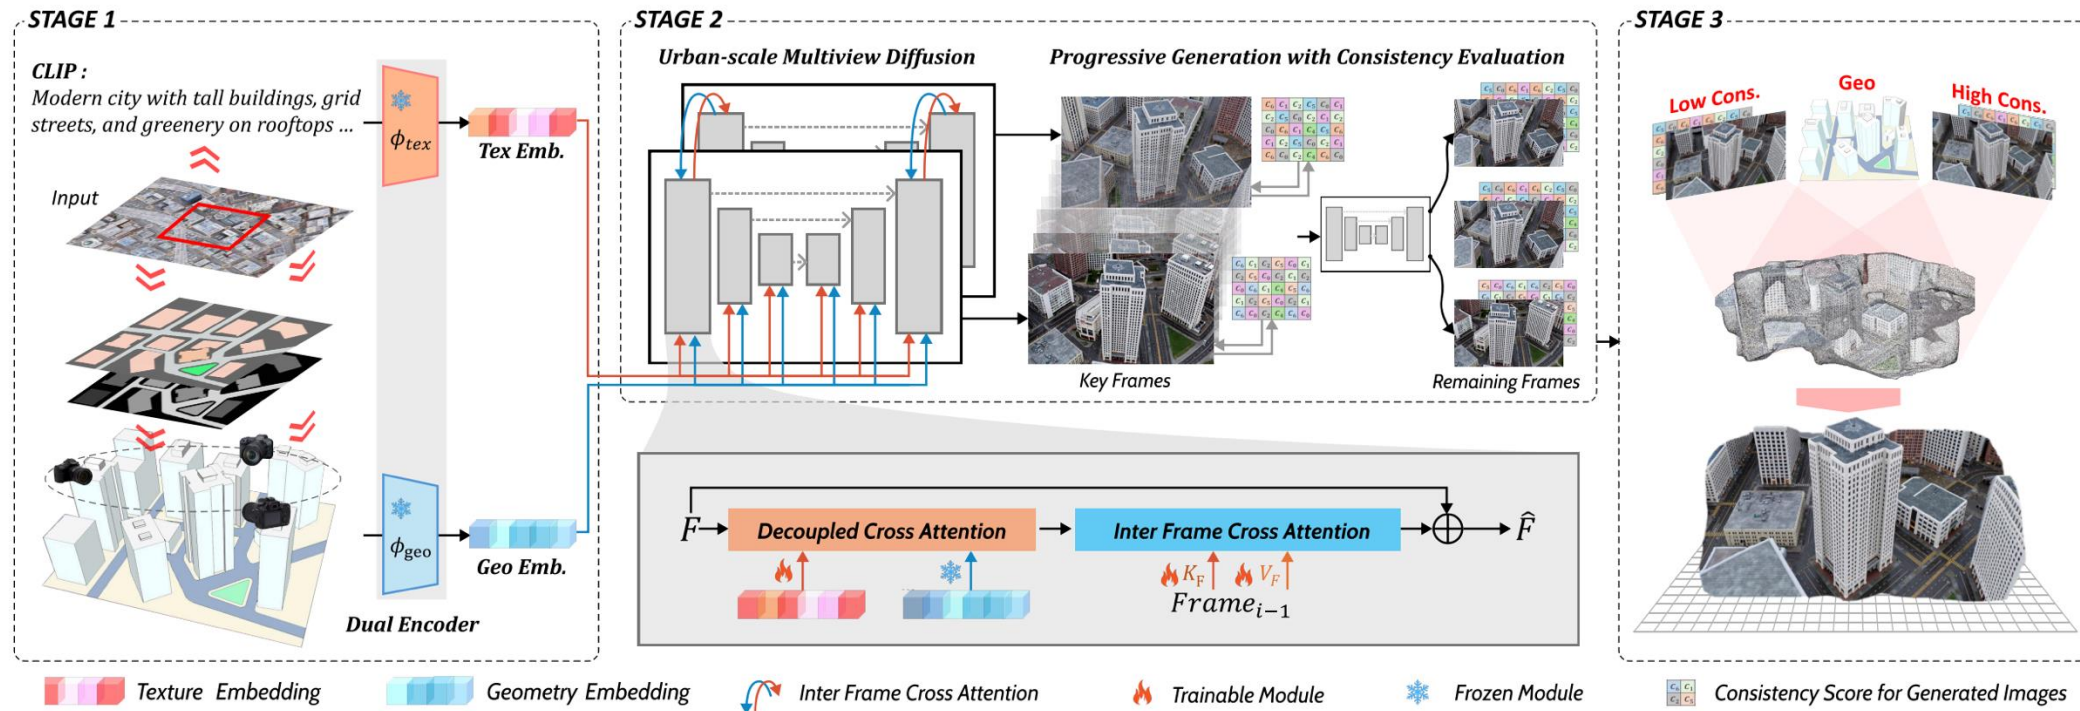 STAGE 1
CLIP :
Modern city with tall buildings, grid
streets, and greenery on rooftops ...
Input
ϕtex
Tex Emb.
ϕgeo
Geo Emb.
Dual Encoder
STAGE 2
Urban-scale Multiview Diffusion
Progressive Generation with Consistency Evaluation
Key Frames
Remaining Frames
F
Decoupled Cross Attention
Inter Frame Cross Attention
F̂
K_F
V_F
Frame_{i−1}
STAGE 3
Low Cons.
Geo
High Cons.
Texture Embedding
Geometry Embedding
Inter Frame Cross Attention
Trainable Module
Frozen Module
Consistency Score for Generated Images